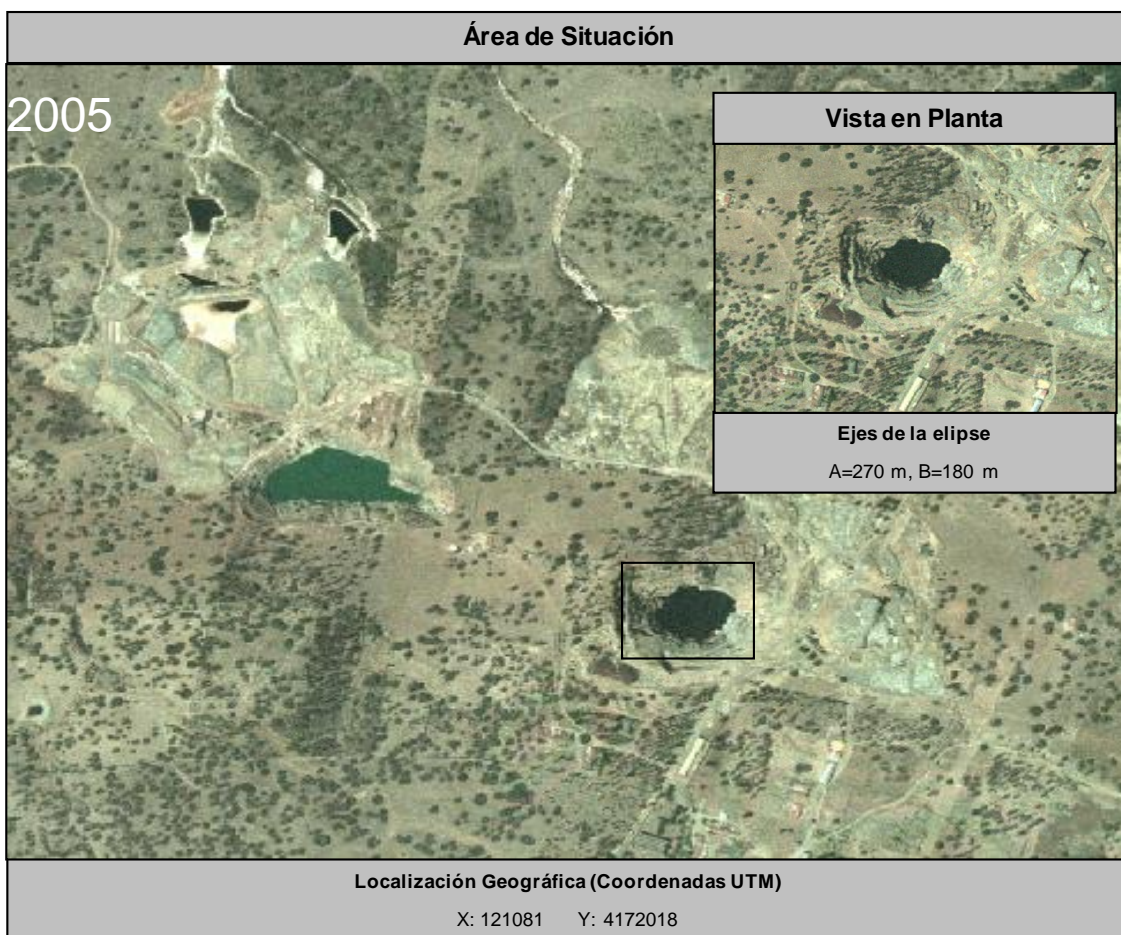 Área de Situación
2005
Vista en Planta
Ejes de la elipse
A=270 m, B=180 m
Localización Geográfica (Coordenadas UTM)
X: 121081 Y: 4172018